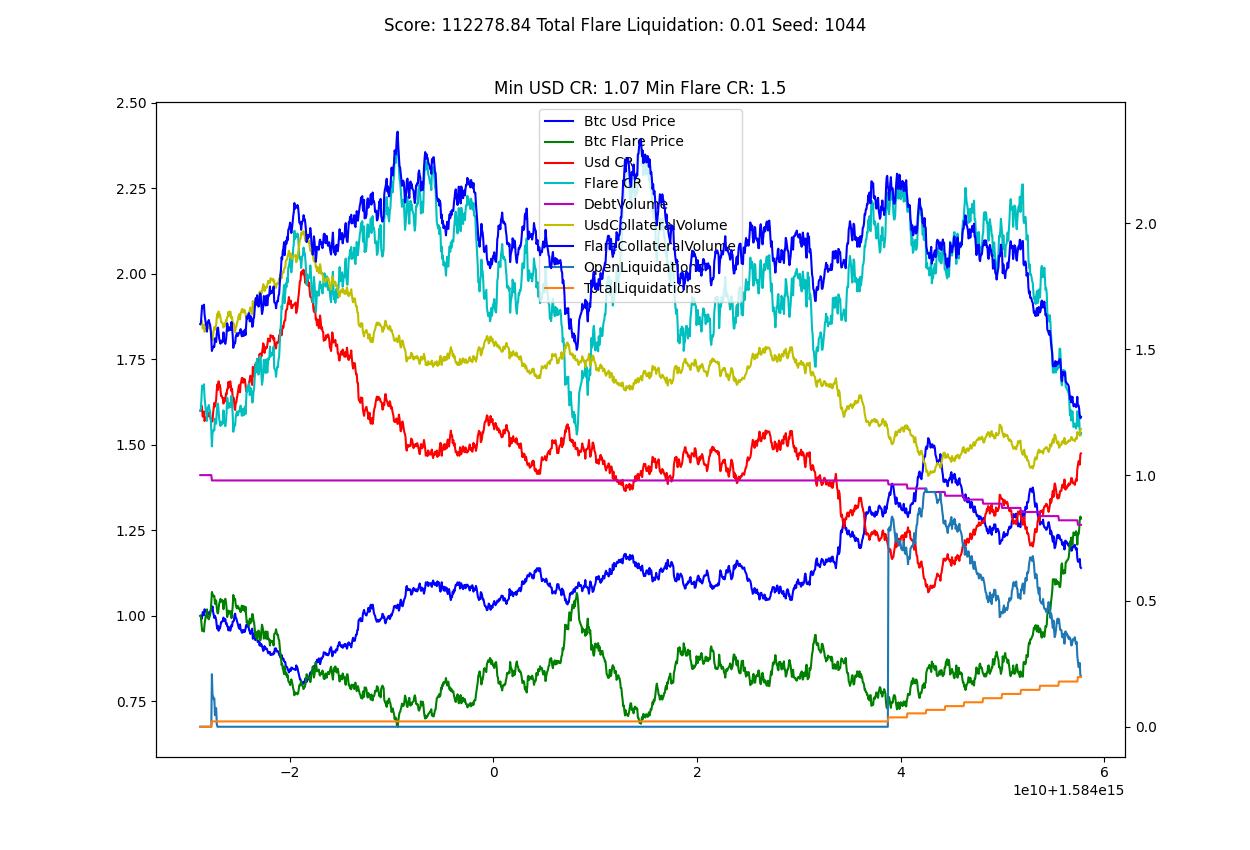 Score: 112278.84 Total Flare Liquidation: 0.01 Seed: 1044
Min USD CR: 1.07 Min Flare CR: 1.5
Btc Usd Price
Btc Flare Price
Usd CR
Flare CR
DebtVolume
UsdCollateralVolume
FlareCollateralVolume
OpenLiquidations
TotalLiquidations
2.50
2.25
2.00
1.75
1.50
1.25
1.00
0.75
2.0
1.5
1.0
0.5
0.0
−2 0 2 4 6
1e10+1.584e15